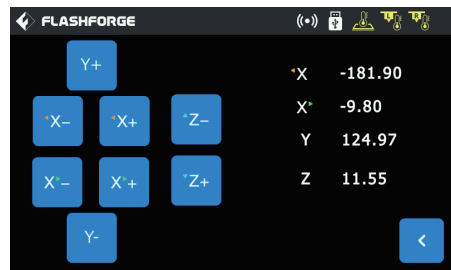 FLASHFORGE
L
R
Y+
X-
X+
Z-
X-
X+
Z+
Y-
X -181.90
X -9.80
Y 124.97
Z 11.55